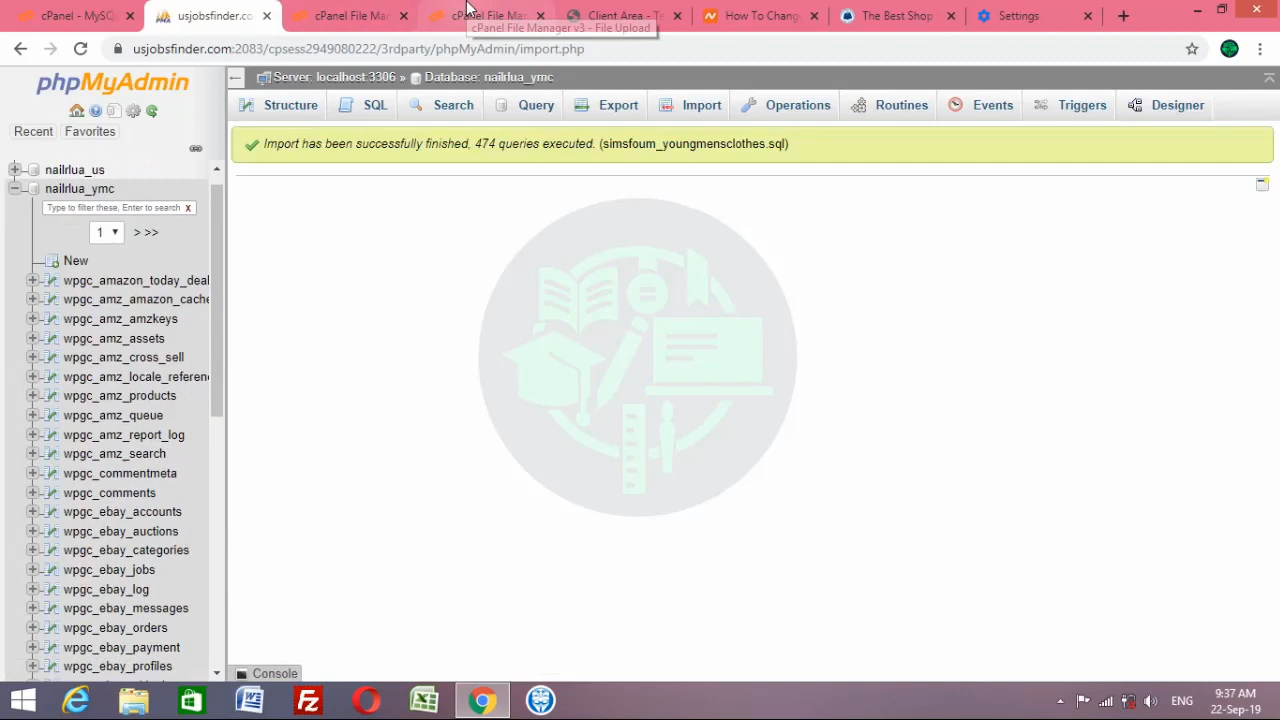 cPanel - MySQ
usjobsfinder.co
cPanel File Man
cPanel File Man
Client Area - Te
How To Chang
The Best Shop
Settings
cPanel File Manager v3 - File Upload
usjobsfinder.com:2083/cpsess2949080222/3rdparty/phpMyAdmin/import.php
phpMyAdmin
Server: localhost:3306 » Database: nailrlua_ymc
Structure
SQL
Search
Query
Export
Import
Operations
Routines
Events
Triggers
Designer
Recent
Favorites
Import has been successfully finished, 474 queries executed. (simsfoum_youngmensclothes.sql)
nailrlua_us
nailrlua_ymc
Type to filter these, Enter to search X
1 > >>
New
wpgc_amazon_today_deal
wpgc_amz_amazon_cache
wpgc_amz_amzkeys
wpgc_amz_assets
wpgc_amz_cross_sell
wpgc_amz_locale_referen
wpgc_amz_products
wpgc_amz_queue
wpgc_amz_report_log
wpgc_amz_search
wpgc_commentmeta
wpgc_comments
wpgc_ebay_accounts
wpgc_ebay_auctions
wpgc_ebay_categories
wpgc_ebay_jobs
wpgc_ebay_log
wpgc_ebay_messages
wpgc_ebay_orders
wpgc_ebay_payment
wpgc_ebay_profiles
Console
ENG
9:37 AM
22-Sep-19